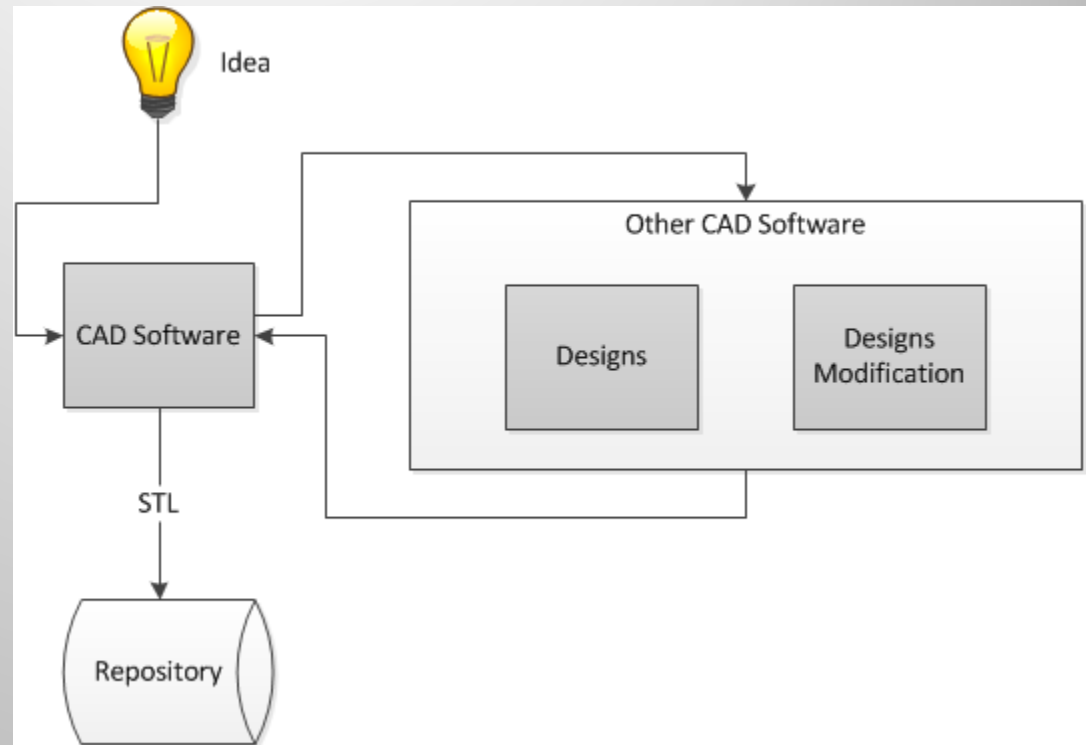 Idea
Other CAD Software
CAD Software
Designs
Designs
Modification
STL
Repository